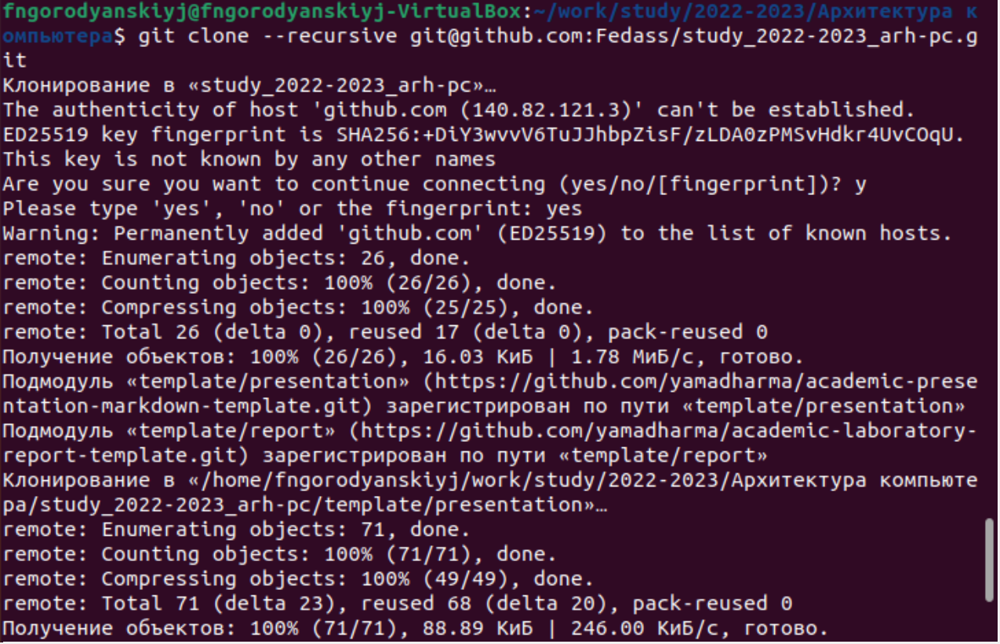 fngorodyanskiyj@fngorodyanskiyj-VirtualBox:~/work/study/2022-2023/Архитектура к
омпьютера$ git clone --recursive git@github.com:Fedass/study_2022-2023_arh-pc.g
it
Клонирование в «study_2022-2023_arh-pc»…
The authenticity of host 'github.com (140.82.121.3)' can't be established.
ED25519 key fingerprint is SHA256:+DiY3wvvV6TuJJhbpZisF/zLDA0zPMSvHdkr4UvCOqU.
This key is not known by any other names
Are you sure you want to continue connecting (yes/no/[fingerprint])? y
Please type 'yes', 'no' or the fingerprint: yes
Warning: Permanently added 'github.com' (ED25519) to the list of known hosts.
remote: Enumerating objects: 26, done.
remote: Counting objects: 100% (26/26), done.
remote: Compressing objects: 100% (25/25), done.
remote: Total 26 (delta 0), reused 17 (delta 0), pack-reused 0
Получение объектов: 100% (26/26), 16.03 КиБ | 1.78 МиБ/с, готово.
Подмодуль «template/presentation» (https://github.com/yamadharma/academic-prese
ntation-markdown-template.git) зарегистрирован по пути «template/presentation»
Подмодуль «template/report» (https://github.com/yamadharma/academic-laboratory-
report-template.git) зарегистрирован по пути «template/report»
Клонирование в «/home/fngorodyanskiyj/work/study/2022-2023/Архитектура компьюте
ра/study_2022-2023_arh-pc/template/presentation»…
remote: Enumerating objects: 71, done.
remote: Counting objects: 100% (71/71), done.
remote: Compressing objects: 100% (49/49), done.
remote: Total 71 (delta 23), reused 68 (delta 20), pack-reused 0
Получение объектов: 100% (71/71), 88.89 КиБ | 246.00 КиБ/с, готово.